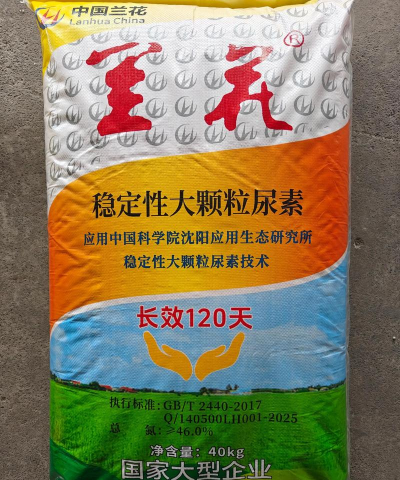 中国兰花
Lanhua China
兰花®
稳定性大颗粒尿素
应用中国科学院沈阳应用生态研究所
稳定性大颗粒尿素技术
长效120天
执行标准:GB/T 2440-2017
Q/140500LH001-2025
总 氮:≥46.0%
净含量:40kg
国家大型企业